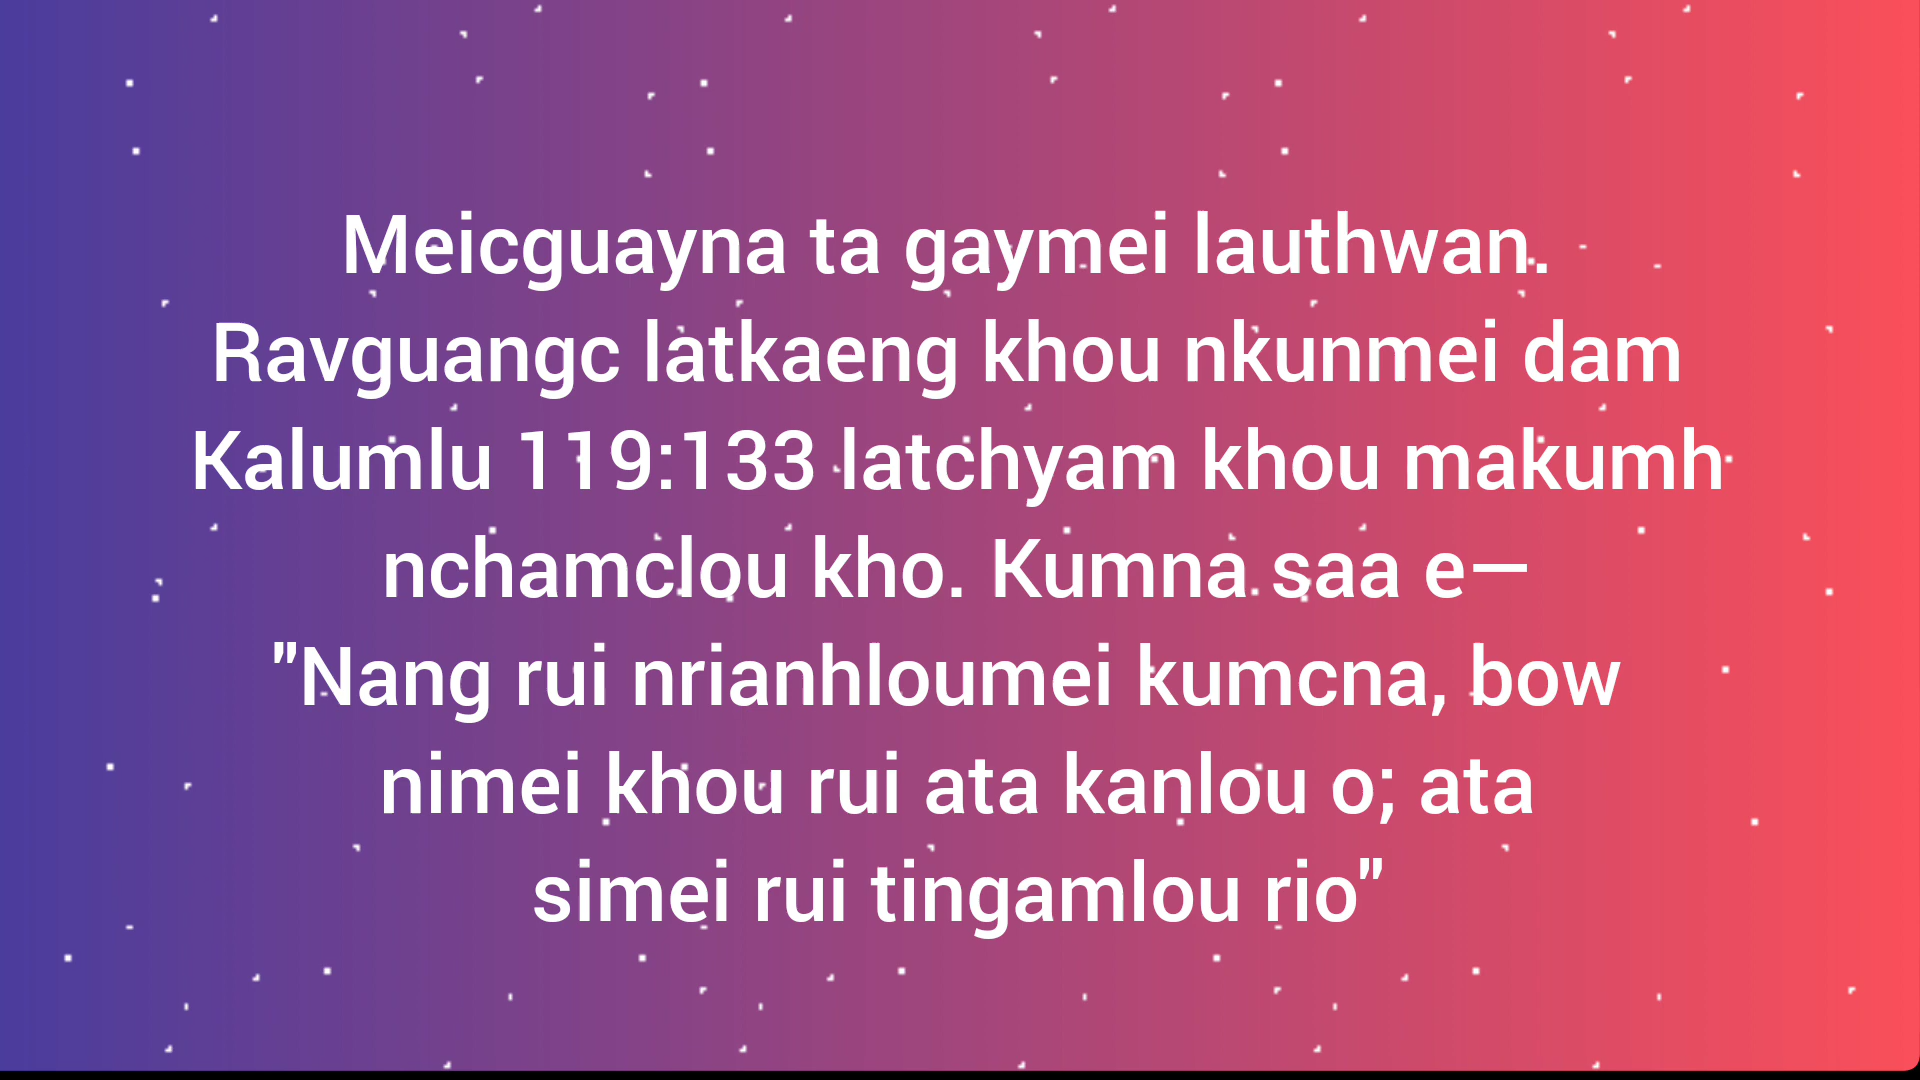 Meicguayna ta gaymei lauthwan.
Ravguangc latkaeng khou nkunmei dam
Kalumlu 119:133 latchyam khou makumh
nchamclou kho. Kumna saa e—
"Nang rui nrianhloumei kumcna, bow
nimei khou rui ata kanlou o; ata
simei rui tingamlou rio"